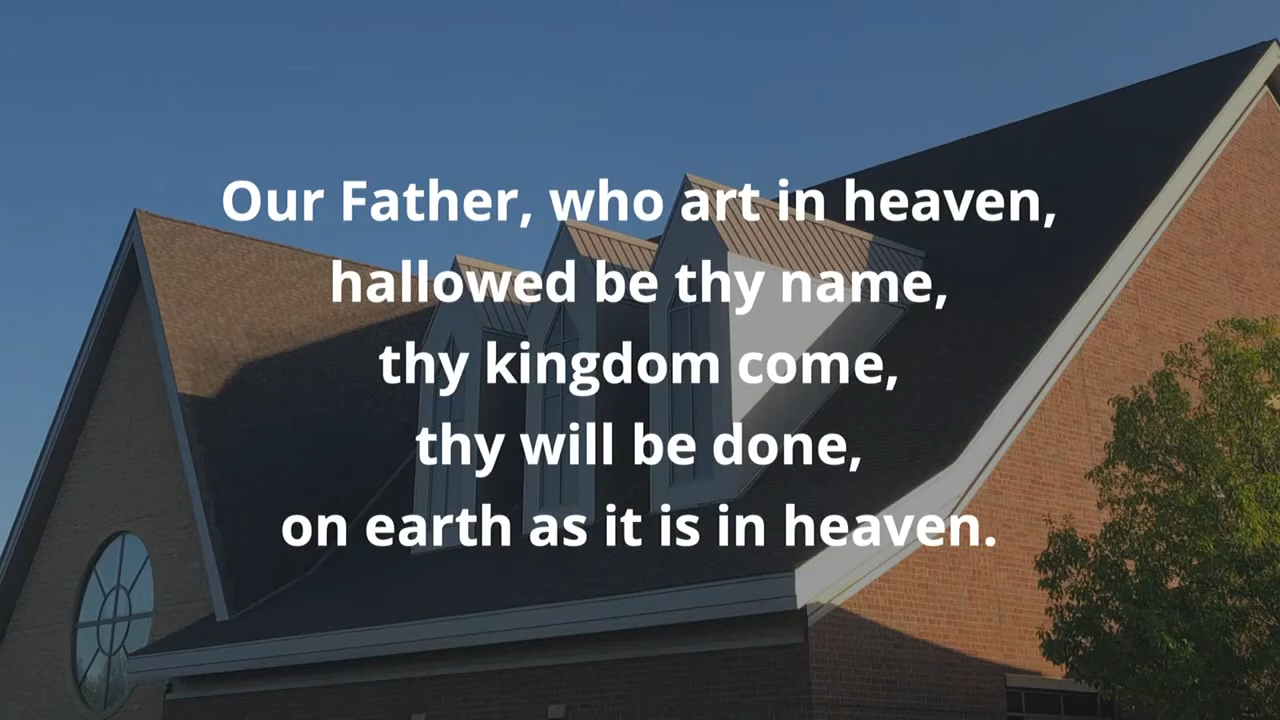 Our Father, who art in heaven,
hallowed be thy name,
thy kingdom come,
thy will be done,
on earth as it is in heaven.